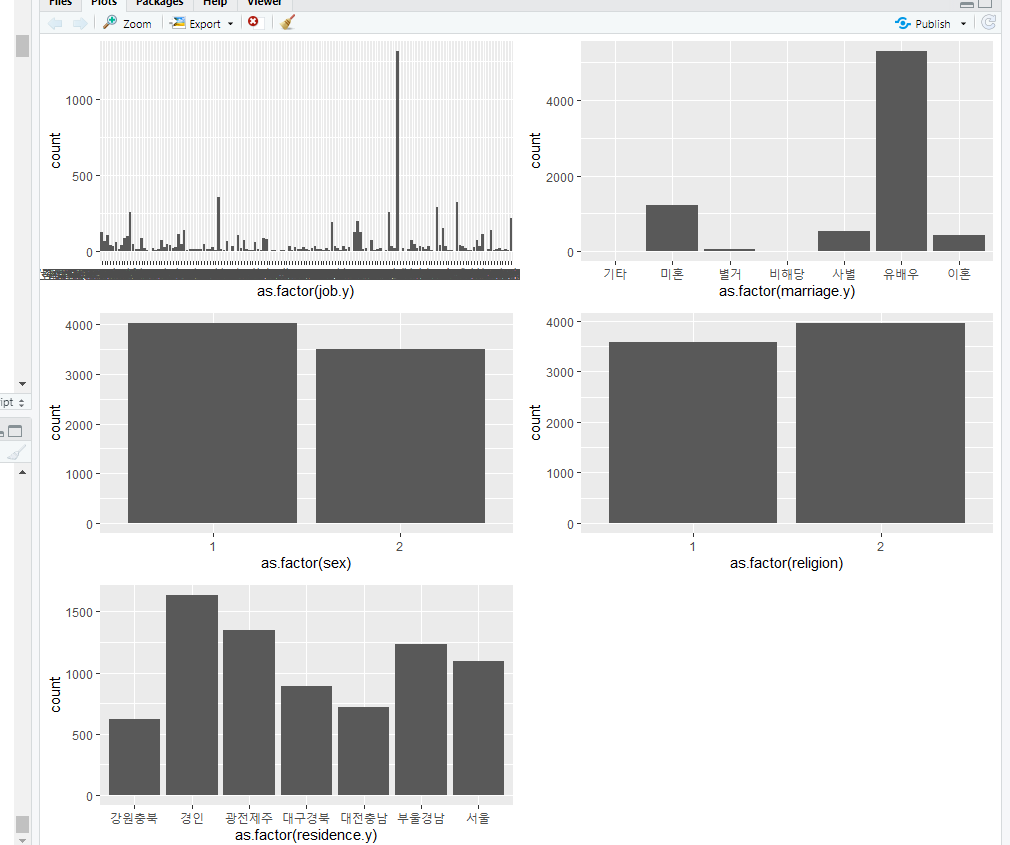 Files Plots Packages Help Viewer
Zoom Export Publish
count
1000
500
0
as.factor(job.y)
count
4000
2000
0
기타 미혼 별거 비해당 사별 유배우 이혼
as.factor(marriage.y)
count
4000
3000
2000
1000
0
1 2
as.factor(sex)
count
4000
3000
2000
1000
0
1 2
as.factor(religion)
count
1500
1000
500
0
강원충북 경인 광전제주 대구경북 대전충남 부울경남 서울
as.factor(residence.y)
ipt